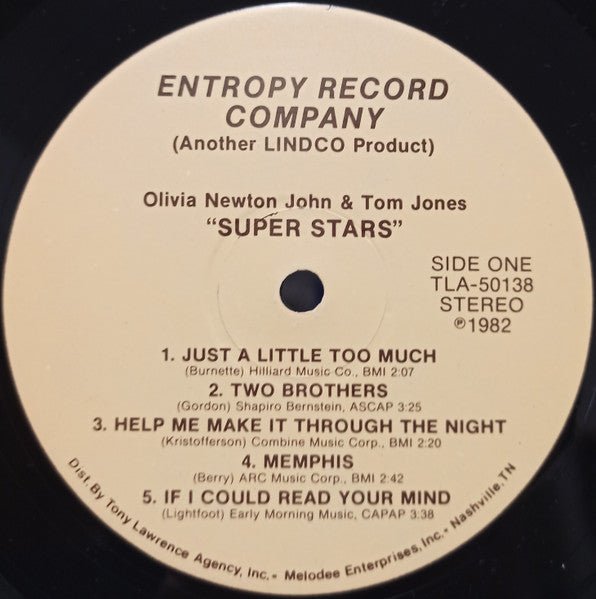 ENTROPY RECORD
COMPANY
(Another LINDCO Product)
Olivia Newton John & Tom Jones
“SUPER STARS”
SIDE ONE
TLA-50138
STEREO
℗1982
1. JUST A LITTLE TOO MUCH
(Burnette) Hilliard Music Co., BMI 2:07
2. TWO BROTHERS
(Gordon) Shapiro Bernstein, ASCAP 3:25
3. HELP ME MAKE IT THROUGH THE NIGHT
(Kristofferson) Combine Music Corp., BMI 2:20
4. MEMPHIS
(Berry) ARC Music Corp., BMI 2:42
5. IF I COULD READ YOUR MIND
(Lightfoot) Early Morning Music, CAPAP 3:38
Dist. By Tony Lawrence Agency, Inc. - Melodee Enterprises, Inc. - Nashville, TN